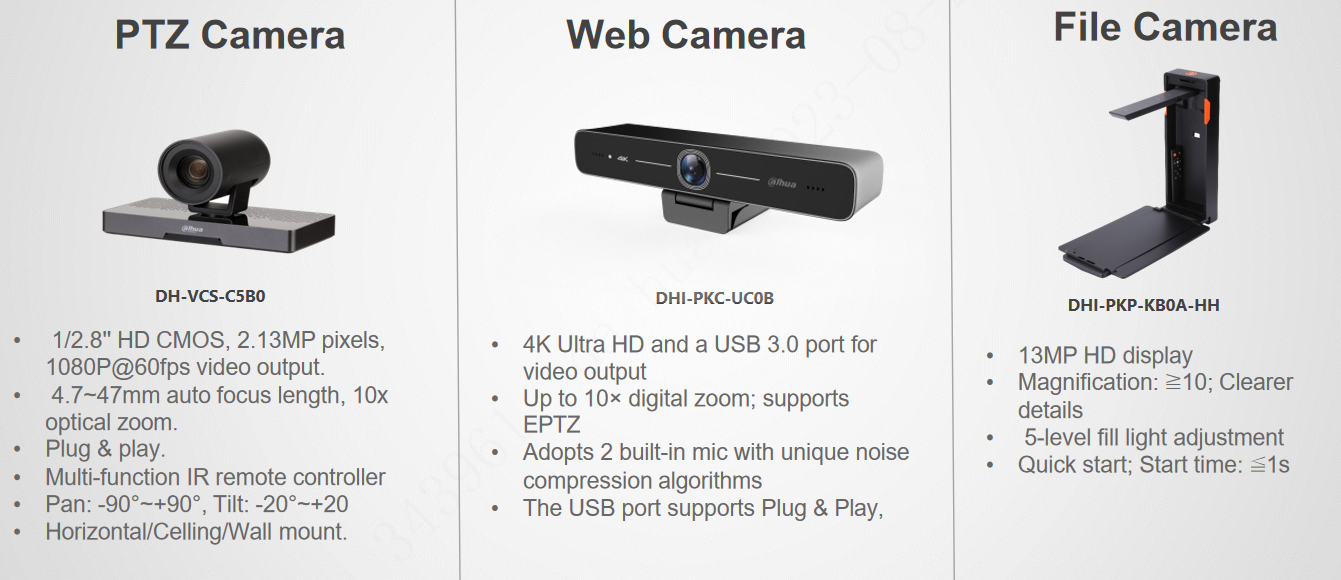 PTZ Camera
DH-VCS-C5B0
• 1/2.8" HD CMOS, 2.13MP pixels,
1080P@60fps video output.
• 4.7~47mm auto focus length, 10x
optical zoom.
• Plug & play.
• Multi-function IR remote controller
• Pan: -90°~+90°, Tilt: -20°~+20
• Horizontal/Celling/Wall mount.
Web Camera
4K
alhua
DHI-PKC-UC0B
• 4K Ultra HD and a USB 3.0 port for
video output
• Up to 10× digital zoom; supports
EPTZ
• Adopts 2 built-in mic with unique noise
compression algorithms
• The USB port supports Plug & Play,
File Camera
DHI-PKP-KB0A-HH
• 13MP HD display
• Magnification: ≧10; Clearer
details
• 5-level fill light adjustment
• Quick start; Start time: ≦1s